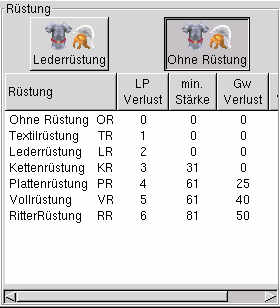 Rüstung
Lederrüstung Ohne Rüstung
Rüstung LP Verlust min. Stärke Gw Verlust
Ohne Rüstung OR 0 0 0
Textilrüstung TR 1 0 0
Lederrüstung LR 2 0 0
Kettenrüstung KR 3 31 0
Plattenrüstung PR 4 61 25
Vollrüstung VR 5 61 40
RitterRüstung RR 6 81 50